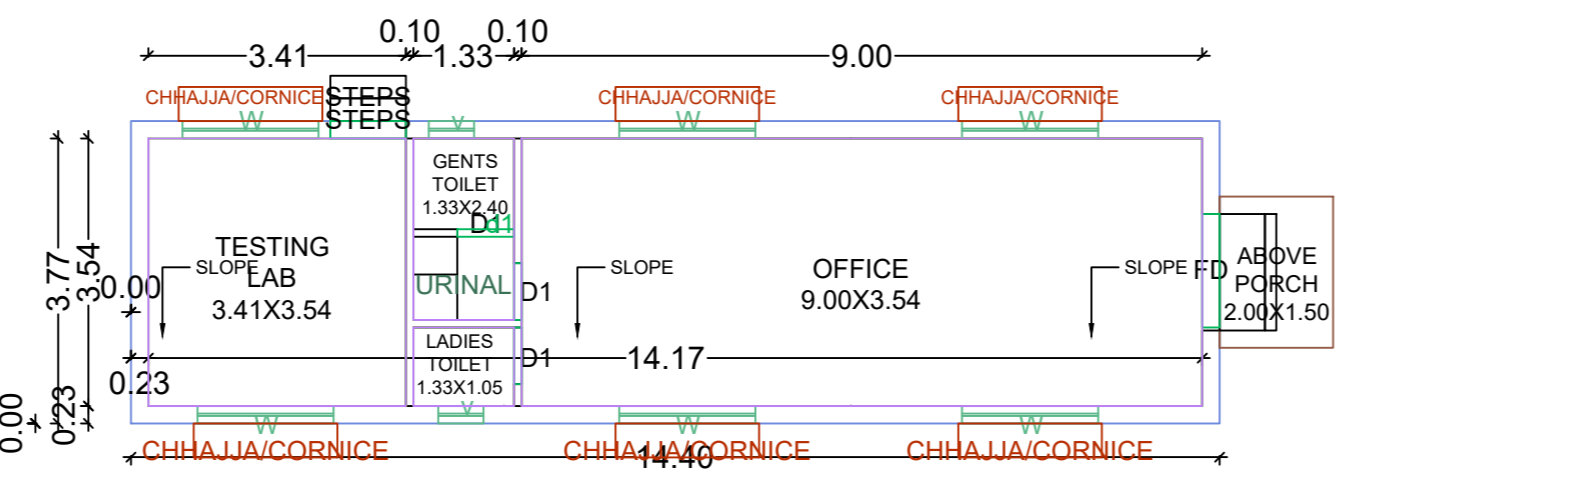 0.10
0.10
3.41
1.33
9.00
CHHAJJA/CORNICE
STEPS
STEPS
CHHAJJA/CORNICE
CHHAJJA/CORNICE
W
V
W
W
GENTS
TOILET
1.33X2.40
D1
d1
TESTING
LAB
3.41X3.54
SLOPE
URINAL
D1
SLOPE
OFFICE
9.00X3.54
SLOPE
FD
ABOVE
PORCH
2.00X1.50
3.77
3.54
0.00
LADIES
TOILET
1.33X1.05
D1
14.17
0.23
0.00
0.23
W
V
W
W
CHHAJJA/CORNICE
CHHAJJA/CORNICE
CHHAJJA/CORNICE
14.40